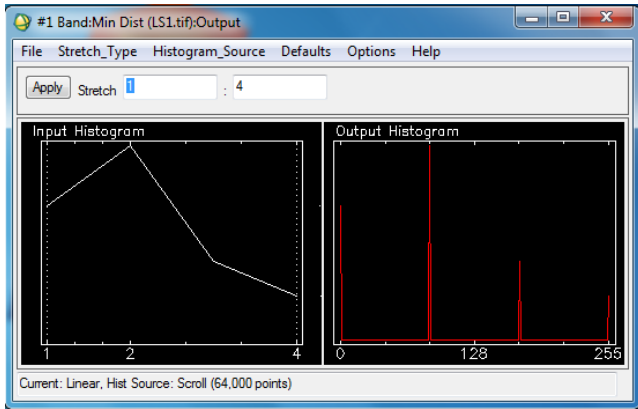 #1 Band:Min Dist (LS1.tif):Output
File Stretch_Type Histogram_Source Defaults Options Help
Apply Stretch 1 : 4
Input Histogram Output Histogram
1 2 4 0 128 255
Current: Linear, Hist Source: Scroll (64,000 points)